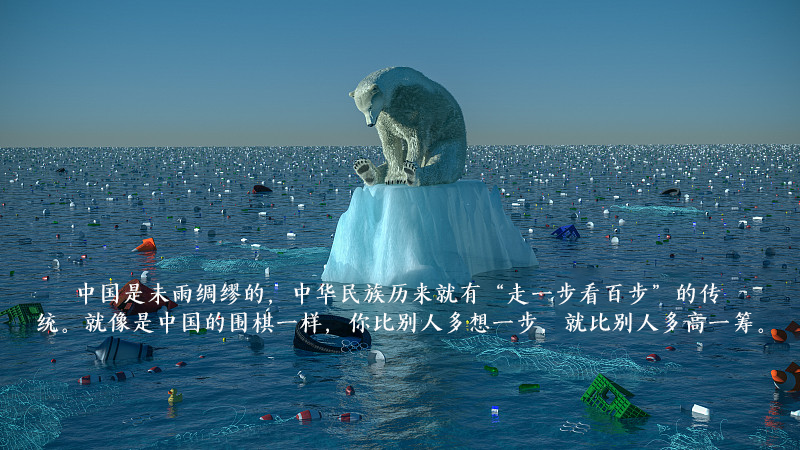 中国是未雨绸缪的，中华民族历来就有“走一步看百步”的传
统。就像是中国的围棋一样，你比别人多想一步 就比别人多高一筹。